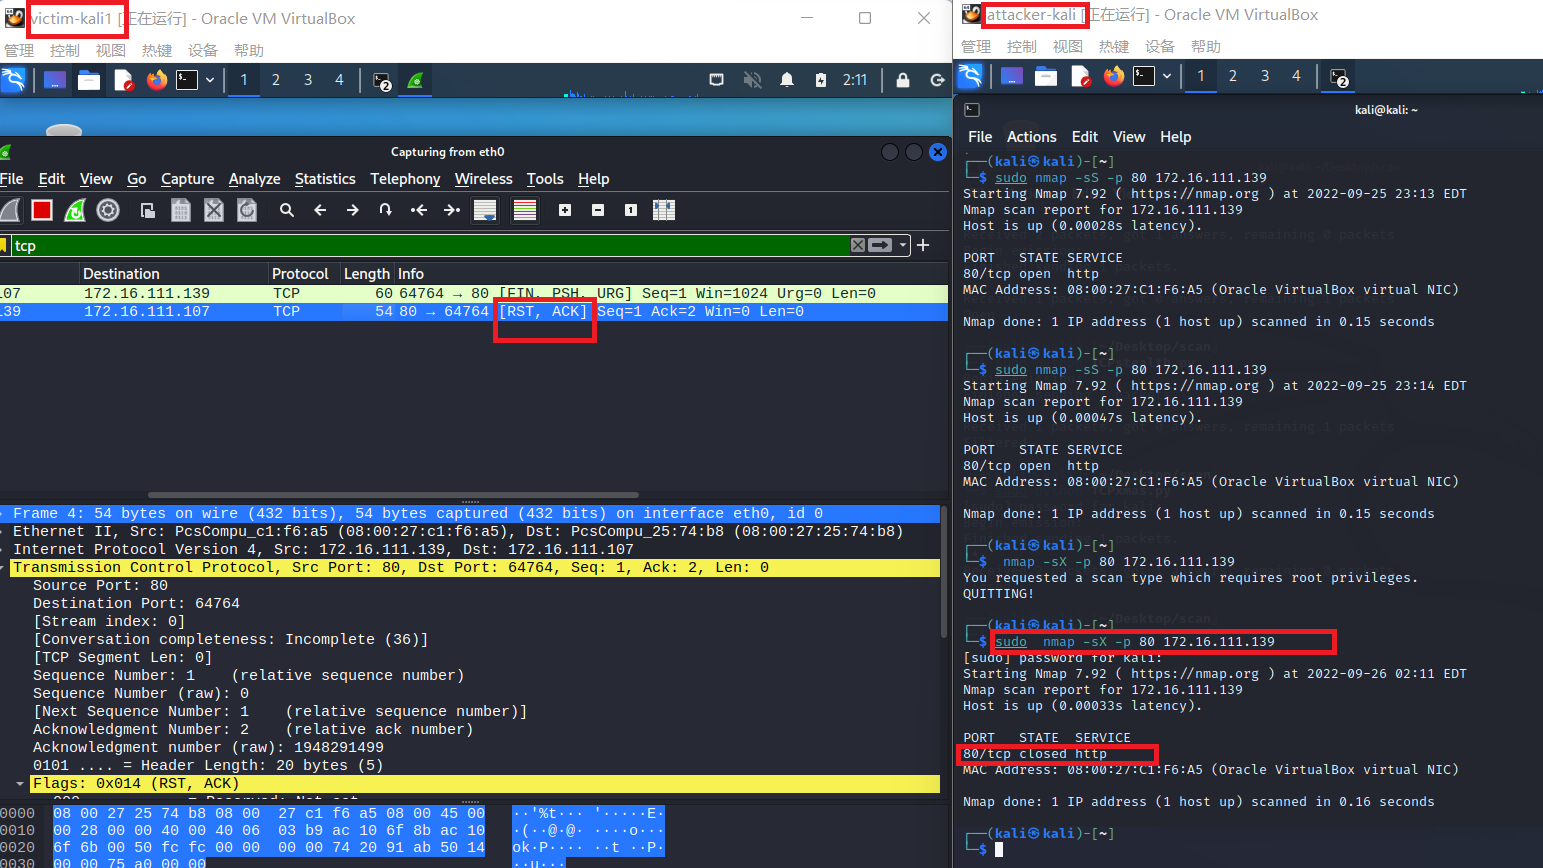 victim-kali1 [正在运行] - Oracle VM VirtualBox
管理 控制 视图 热键 设备 帮助
1 2 3 4 2 2:11
Capturing from eth0
File Edit View Go Capture Analyze Statistics Telephony Wireless Tools Help
tcp
Destination Protocol Length Info
107 172.16.111.139 TCP 60 64764 → 80 [FIN, PSH, URG] Seq=1 Win=1024 Urg=0 Len=0
139 172.16.111.107 TCP 54 80 → 64764 [RST, ACK] Seq=1 Ack=2 Win=0 Len=0
Frame 4: 54 bytes on wire (432 bits), 54 bytes captured (432 bits) on interface eth0, id 0
Ethernet II, Src: PcsCompu_c1:f6:a5 (08:00:27:c1:f6:a5), Dst: PcsCompu_25:74:b8 (08:00:27:25:74:b8)
Internet Protocol Version 4, Src: 172.16.111.139, Dst: 172.16.111.107
Transmission Control Protocol, Src Port: 80, Dst Port: 64764, Seq: 1, Ack: 2, Len: 0
Source Port: 80
Destination Port: 64764
[Stream index: 0]
[Conversation completeness: Incomplete (36)]
[TCP Segment Len: 0]
Sequence Number: 1 (relative sequence number)
Sequence Number (raw): 0
[Next Sequence Number: 1 (relative sequence number)]
Acknowledgment Number: 2 (relative ack number)
Acknowledgment number (raw): 1948291499
0101 .... = Header Length: 20 bytes (5)
Flags: 0x014 (RST, ACK)
0000 08 00 27 25 74 b8 08 00 27 c1 f6 a5 08 00 45 00 ··'%t··· '·····E·
0010 00 28 00 00 40 00 40 06 03 b9 ac 10 6f 8b ac 10 ·(··@·@· ····o···
0020 6f 6b 00 50 fc fc 00 00 00 00 74 20 91 ab 50 14 ok·P···· ··t ··P·
0030 00 00 75 a0 00 00 ··u···
attacker-kali [正在运行] - Oracle VM VirtualBox
管理 控制 视图 热键 设备 帮助
1 2 3 4 2
kali@kali: ~
File Actions Edit View Help
┌──(kali㉿kali)-[~]
└─$ sudo nmap -sS -p 80 172.16.111.139
Starting Nmap 7.92 ( https://nmap.org ) at 2022-09-25 23:13 EDT
Nmap scan report for 172.16.111.139
Host is up (0.00028s latency).
PORT STATE SERVICE
80/tcp open http
MAC Address: 08:00:27:C1:F6:A5 (Oracle VirtualBox virtual NIC)
Nmap done: 1 IP address (1 host up) scanned in 0.15 seconds
┌──(kali㉿kali)-[~]
└─$ sudo nmap -sS -p 80 172.16.111.139
Starting Nmap 7.92 ( https://nmap.org ) at 2022-09-25 23:14 EDT
Nmap scan report for 172.16.111.139
Host is up (0.00047s latency).
PORT STATE SERVICE
80/tcp open http
MAC Address: 08:00:27:C1:F6:A5 (Oracle VirtualBox virtual NIC)
Nmap done: 1 IP address (1 host up) scanned in 0.15 seconds
┌──(kali㉿kali)-[~]
└─$ nmap -sX -p 80 172.16.111.139
You requested a scan type which requires root privileges.
QUITTING!
┌──(kali㉿kali)-[~]
└─$ sudo nmap -sX -p 80 172.16.111.139
[sudo] password for kali:
Starting Nmap 7.92 ( https://nmap.org ) at 2022-09-26 02:11 EDT
Nmap scan report for 172.16.111.139
Host is up (0.00033s latency).
PORT STATE SERVICE
80/tcp closed http
MAC Address: 08:00:27:C1:F6:A5 (Oracle VirtualBox virtual NIC)
Nmap done: 1 IP address (1 host up) scanned in 0.16 seconds
┌──(kali㉿kali)-[~]
└─$